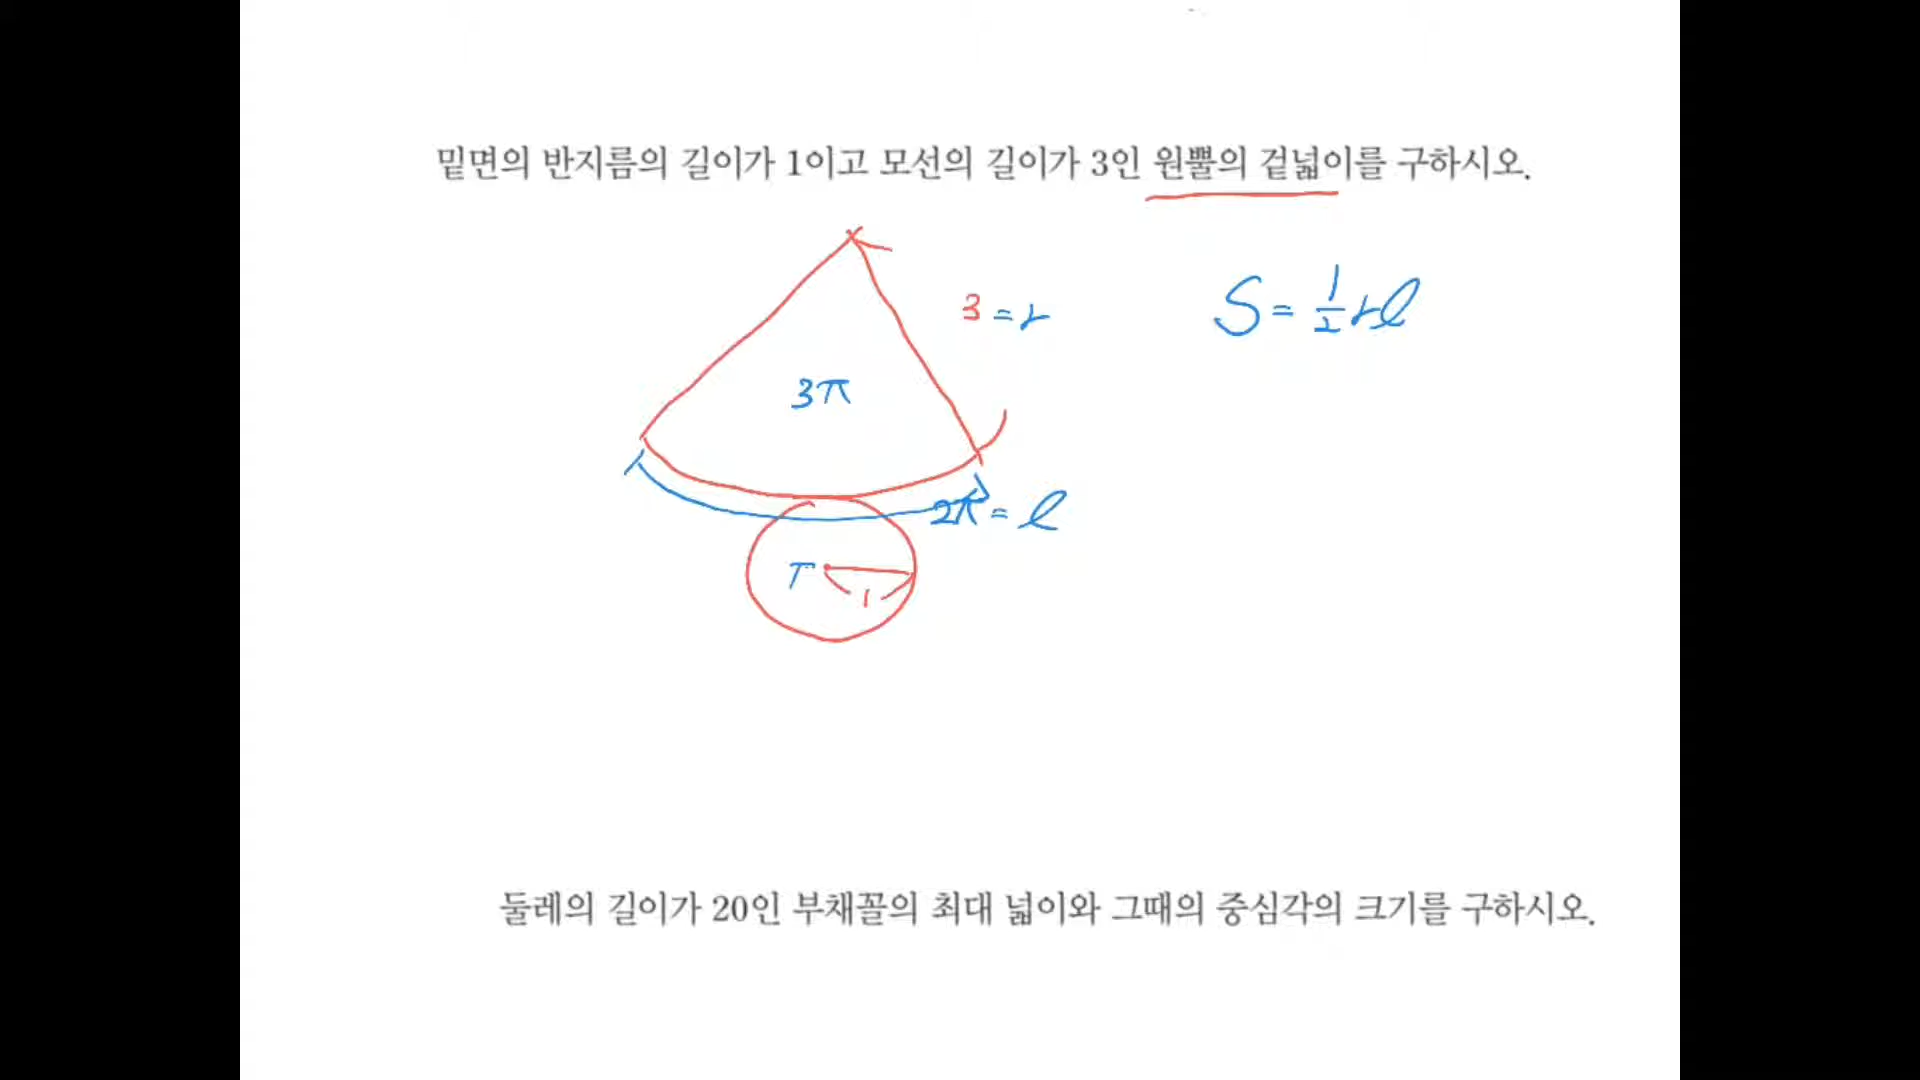 밑면의 반지름의 길이가 1이고 모선의 길이가 3인 원뿔의 겉넓이를 구하시오.
3 = r
S = 1/2 rl
3π
2π = l
π
1
둘레의 길이가 20인 부채꼴의 최대 넓이와 그때의 중심각의 크기를 구하시오.